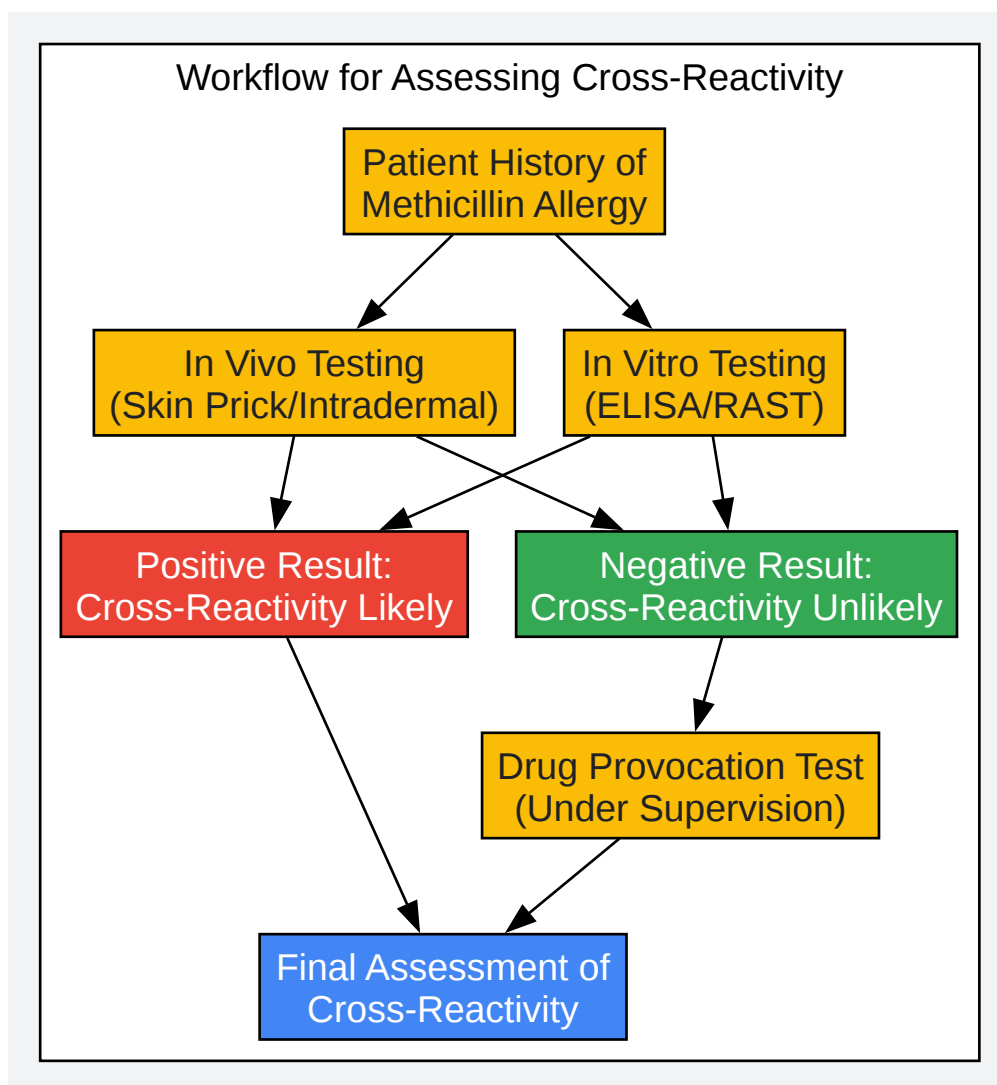 Workflow for Assessing Cross-Reactivity
Patient History of
Methicillin Allergy
In Vivo Testing
(Skin Prick/Intradermal)
In Vitro Testing
(ELISA/RAST)
Positive Result:
Cross-Reactivity Likely
Negative Result:
Cross-Reactivity Unlikely
Drug Provocation Test
(Under Supervision)
Final Assessment of
Cross-Reactivity